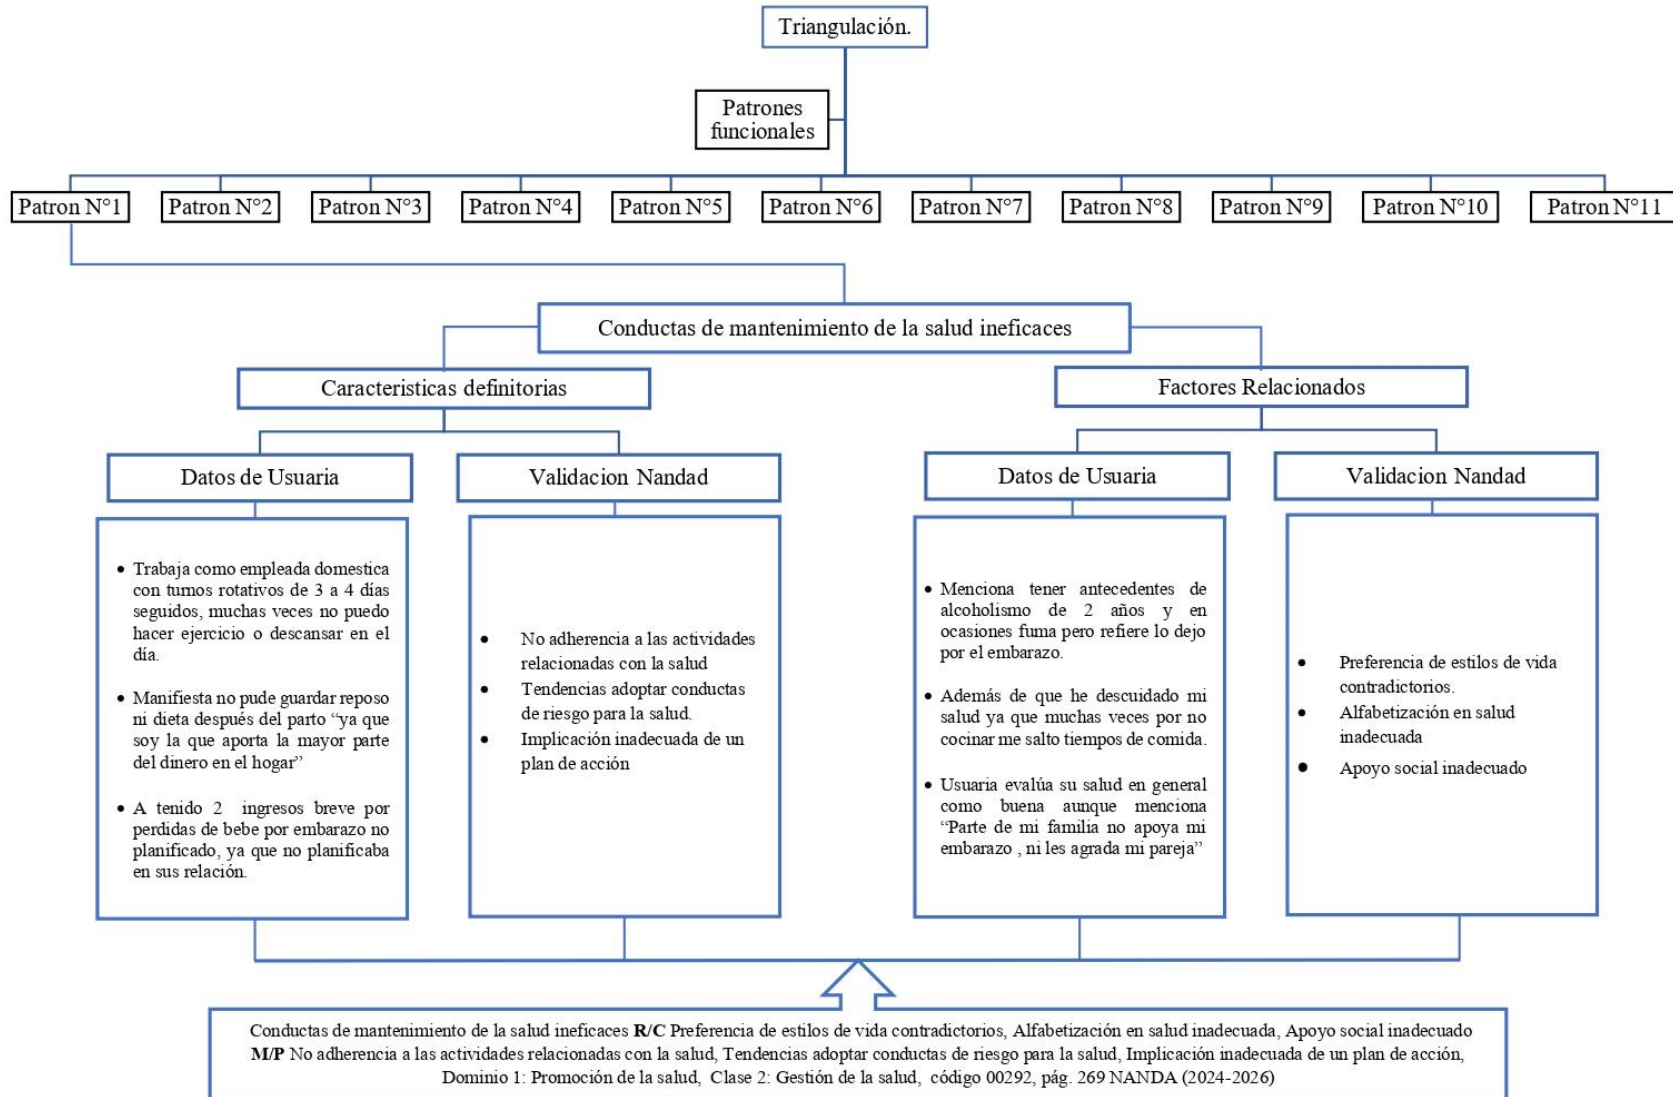 Triangulación.
Patrones
funcionales
Patron N°1
Patron N°2
Patron N°3
Patron N°4
Patron N°5
Patron N°6
Patron N°7
Patron N°8
Patron N°9
Patron N°10
Patron N°11
Conductas de mantenimiento de la salud ineficaces
Caracteristicas definitorias
Factores Relacionados
Datos de Usuaria
Validacion Nandad
Datos de Usuaria
Validacion Nandad
• Trabaja como empleada domestica
con turnos rotativos de 3 a 4 días
seguidos, muchas veces no puedo
hacer ejercicio o descansar en el
día.
• Manifiesta no pude guardar reposo
ni dieta después del parto “ya que
soy la que aporta la mayor parte
del dinero en el hogar”
• A tenido 2 ingresos breve por
perdidas de bebe por embarazo no
planificado, ya que no planificaba
en sus relación.
• No adherencia a las actividades
relacionadas con la salud
• Tendencias adoptar conductas
de riesgo para la salud.
• Implicación inadecuada de un
plan de acción
• Menciona tener antecedentes de
alcoholismo de 2 años y en
ocasiones fuma pero refiere lo dejo
por el embarazo.
• Además de que he descuidado mi
salud ya que muchas veces por no
cocinar me salto tiempos de comida.
• Usuaria evalúa su salud en general
como buena aunque menciona
“Parte de mi familia no apoya mi
embarazo , ni les agrada mi pareja”
• Preferencia de estilos de vida
contradictorios.
• Alfabetización en salud
inadecuada
• Apoyo social inadecuado
Conductas de mantenimiento de la salud ineficaces R/C Preferencia de estilos de vida contradictorios, Alfabetización en salud inadecuada, Apoyo social inadecuado
M/P No adherencia a las actividades relacionadas con la salud, Tendencias adoptar conductas de riesgo para la salud, Implicación inadecuada de un plan de acción,
Dominio 1: Promoción de la salud, Clase 2: Gestión de la salud, código 00292, pág. 269 NANDA (2024-2026)